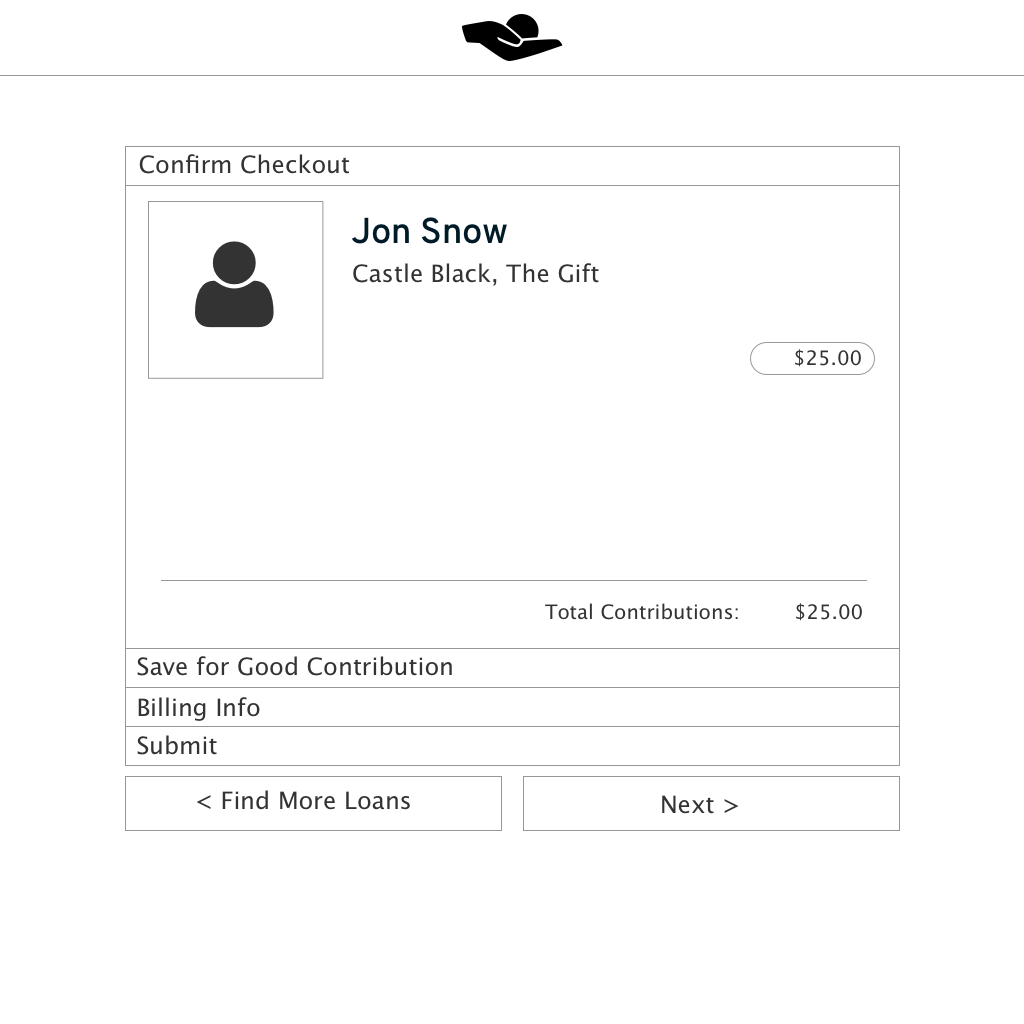 Confirm Checkout
Jon Snow
Castle Black, The Gift
$25.00
Total Contributions: $25.00
Save for Good Contribution
Billing Info
Submit
< Find More Loans
Next >